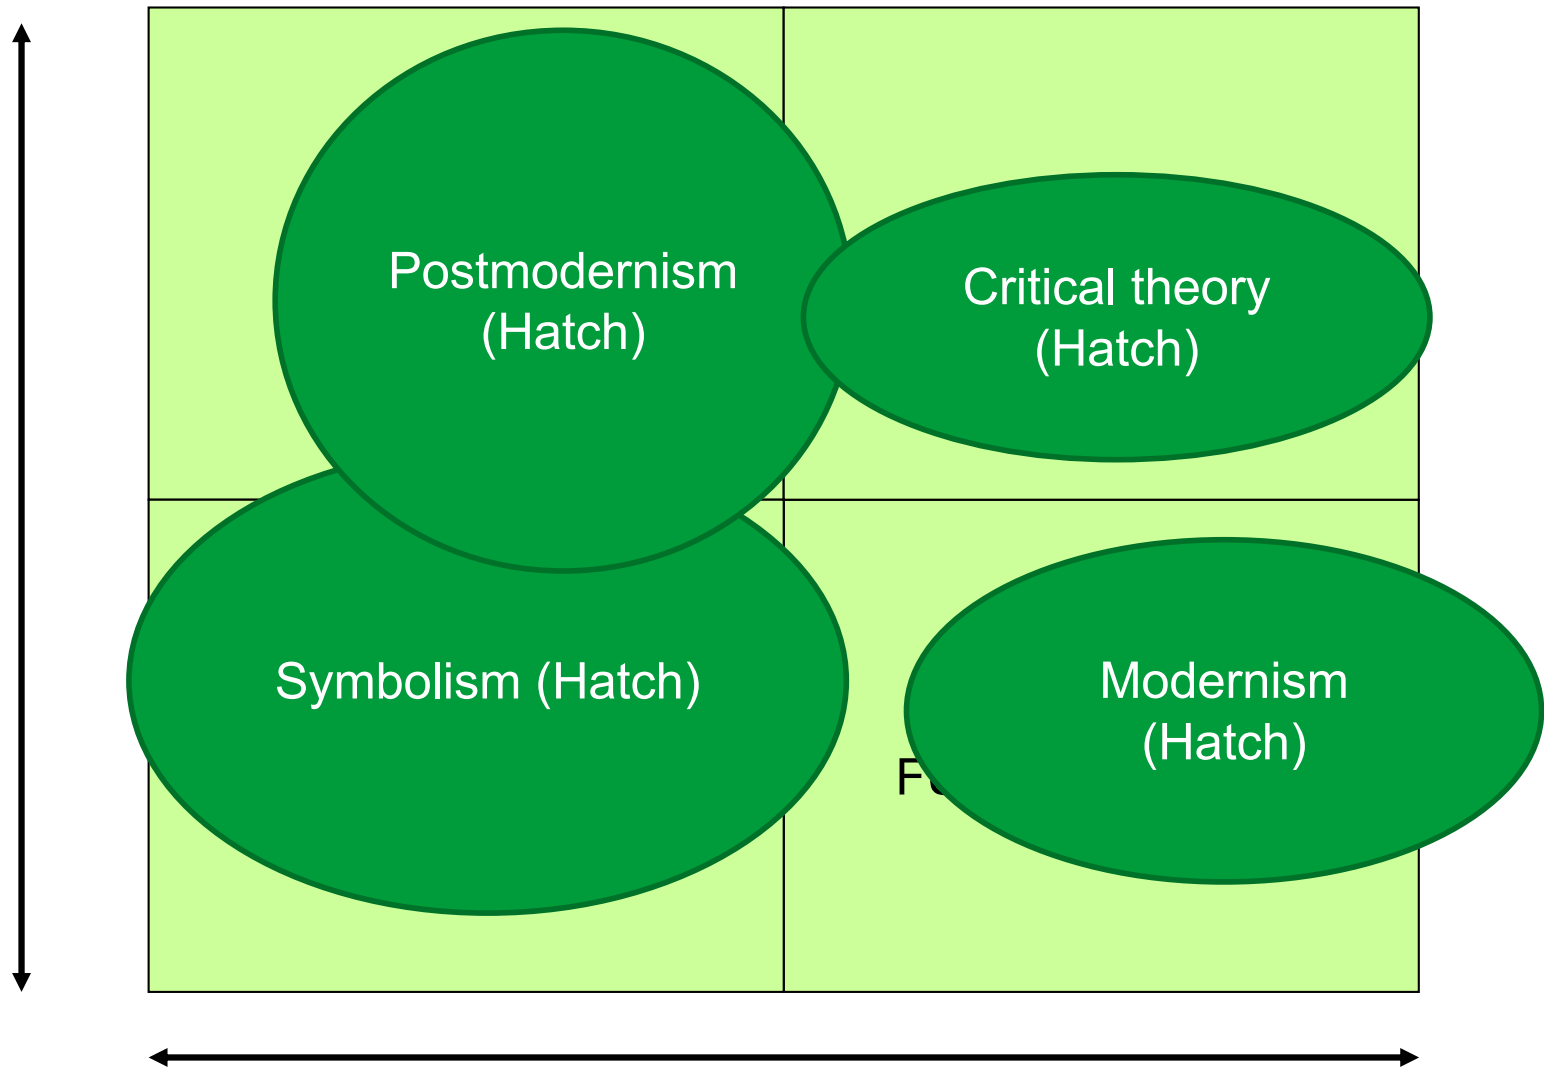 Postmodernism
(Hatch)
Critical theory
(Hatch)
Symbolism (Hatch)
Modernism
(Hatch)